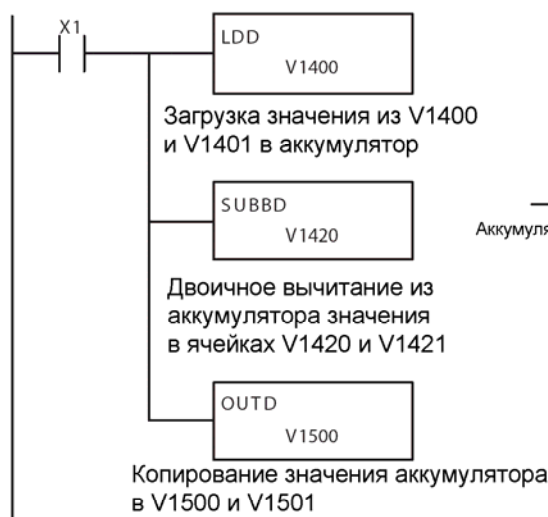 X1
LDD
V1400
Загрузка значения из V1400
и V1401 в аккумулятор
SUBBD
V1420
Двоичное вычитание из
аккумулятора значения
в ячейках V1420 и V1421
OUTD
V1500
Копирование значения аккумулятора
в V1500 и V1501